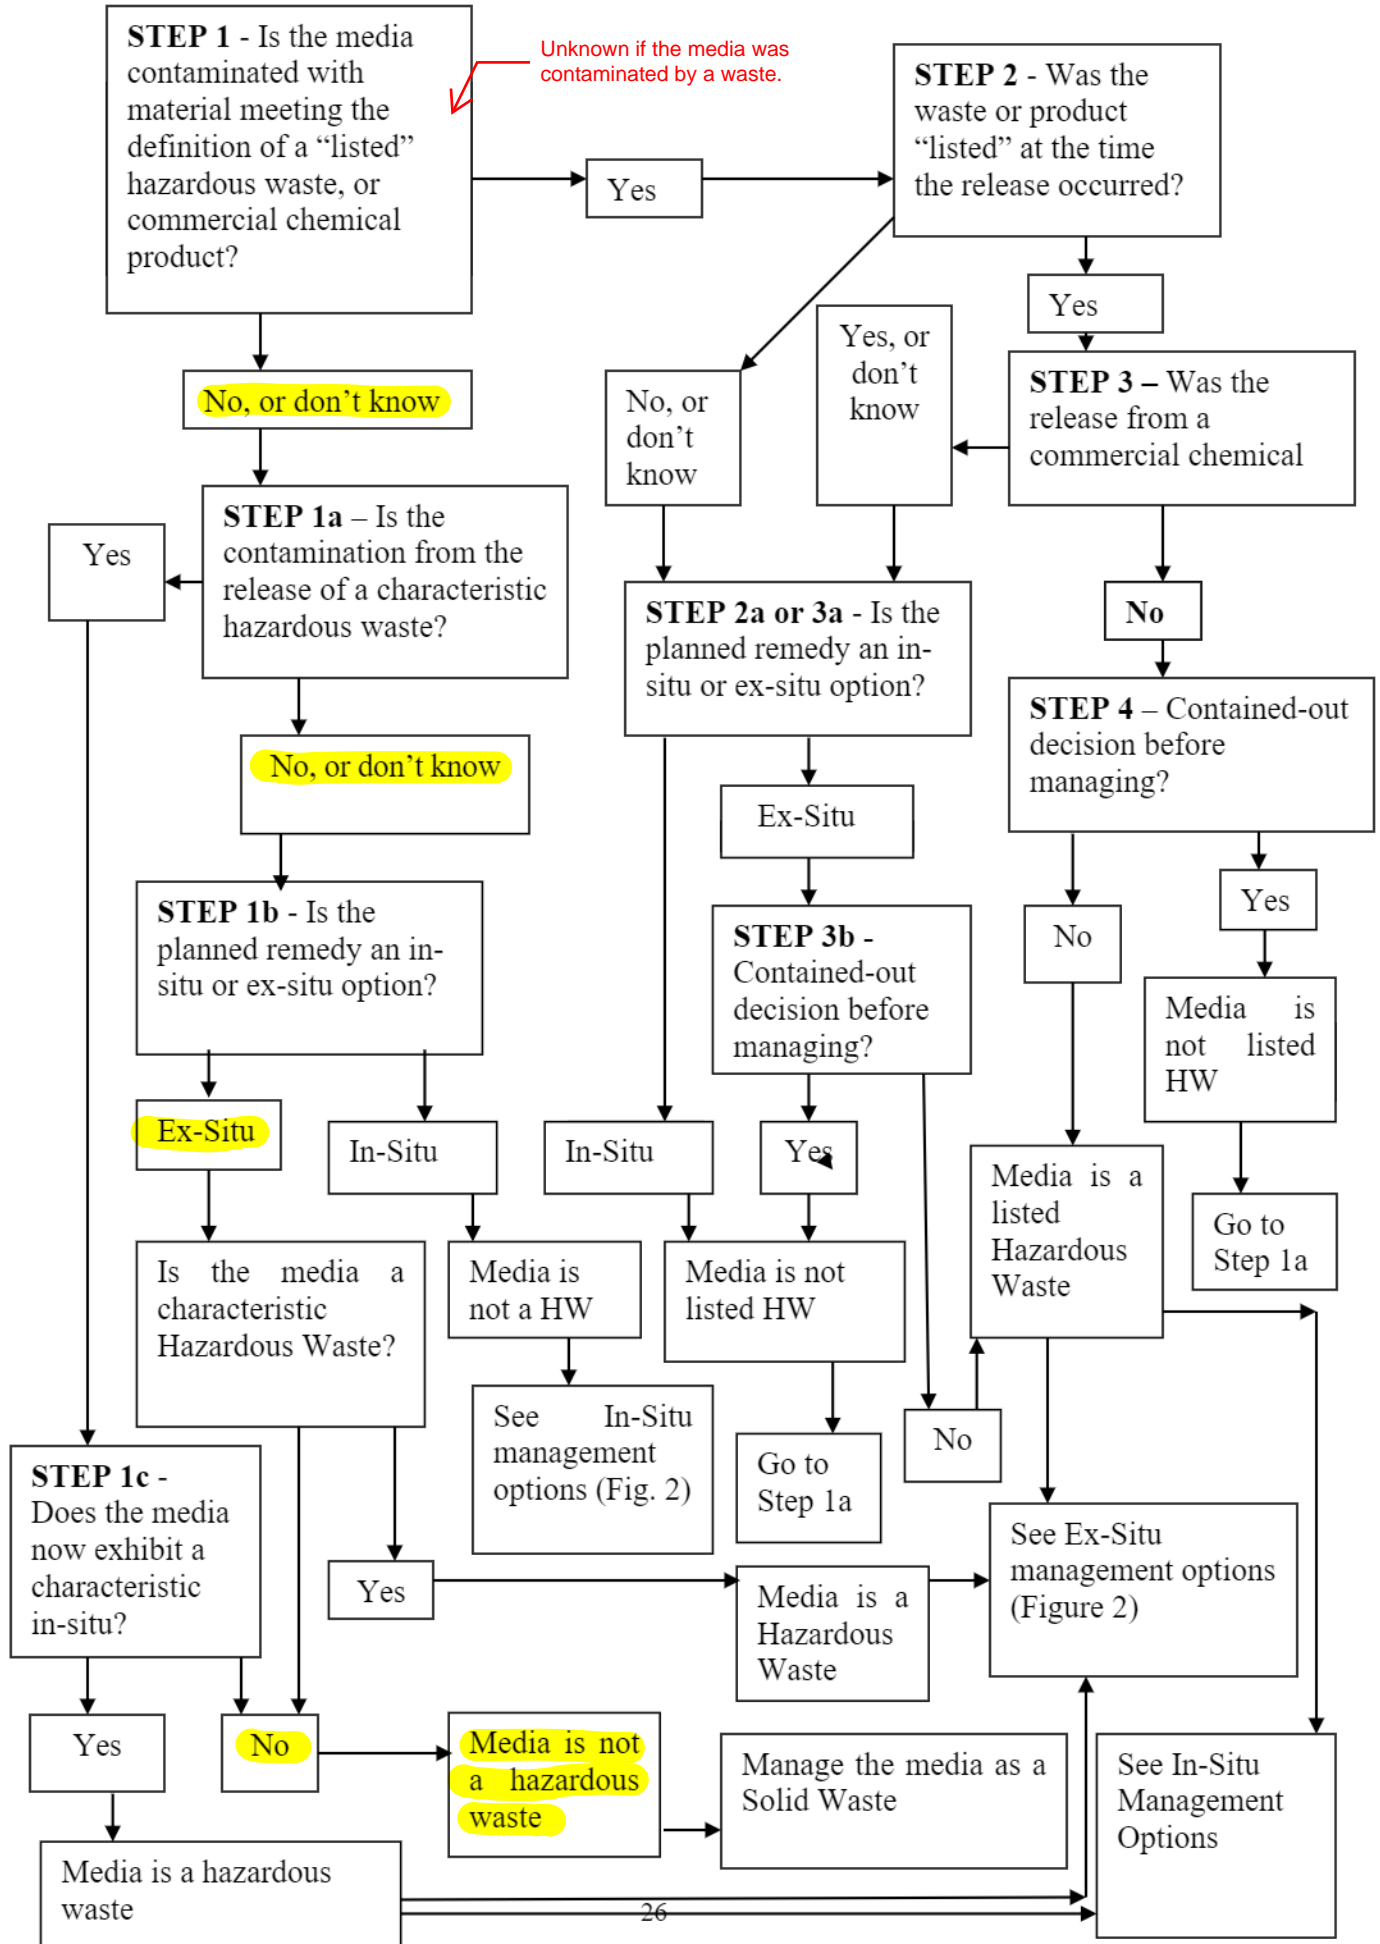 STEP 1 - Is the media
contaminated with
material meeting the
definition of a “listed”
hazardous waste, or
commercial chemical
product?
Unknown if the media was
contaminated by a waste.
Yes
STEP 2 - Was the
waste or product
“listed” at the time
the release occurred?
Yes
No, or don’t know
No, or
don’t
know
Yes, or
don’t
know
STEP 3 – Was the
release from a
commercial chemical
STEP 1a – Is the
contamination from the
release of a characteristic
hazardous waste?
Yes
No
STEP 2a or 3a - Is the
planned remedy an in-
situ or ex-situ option?
STEP 4 – Contained-out
decision before
managing?
No, or don’t know
Ex-Situ
STEP 1b - Is the
planned remedy an in-
situ or ex-situ option?
STEP 3b -
Contained-out
decision before
managing?
No
Yes
Media is
not listed
HW
Ex-Situ
In-Situ
In-Situ
Yes
Media is a
listed
Hazardous
Waste
Go to
Step 1a
Is the media a
characteristic
Hazardous Waste?
Media is
not a HW
Media is not
listed HW
See In-Situ
management
options (Fig. 2)
Go to
Step 1a
No
STEP 1c -
Does the media
now exhibit a
characteristic
in-situ?
See Ex-Situ
management options
(Figure 2)
Yes
Media is a
Hazardous
Waste
Yes
No
Media is not
a hazardous
waste
Manage the media as a
Solid Waste
See In-Situ
Management
Options
Media is a hazardous
waste
26